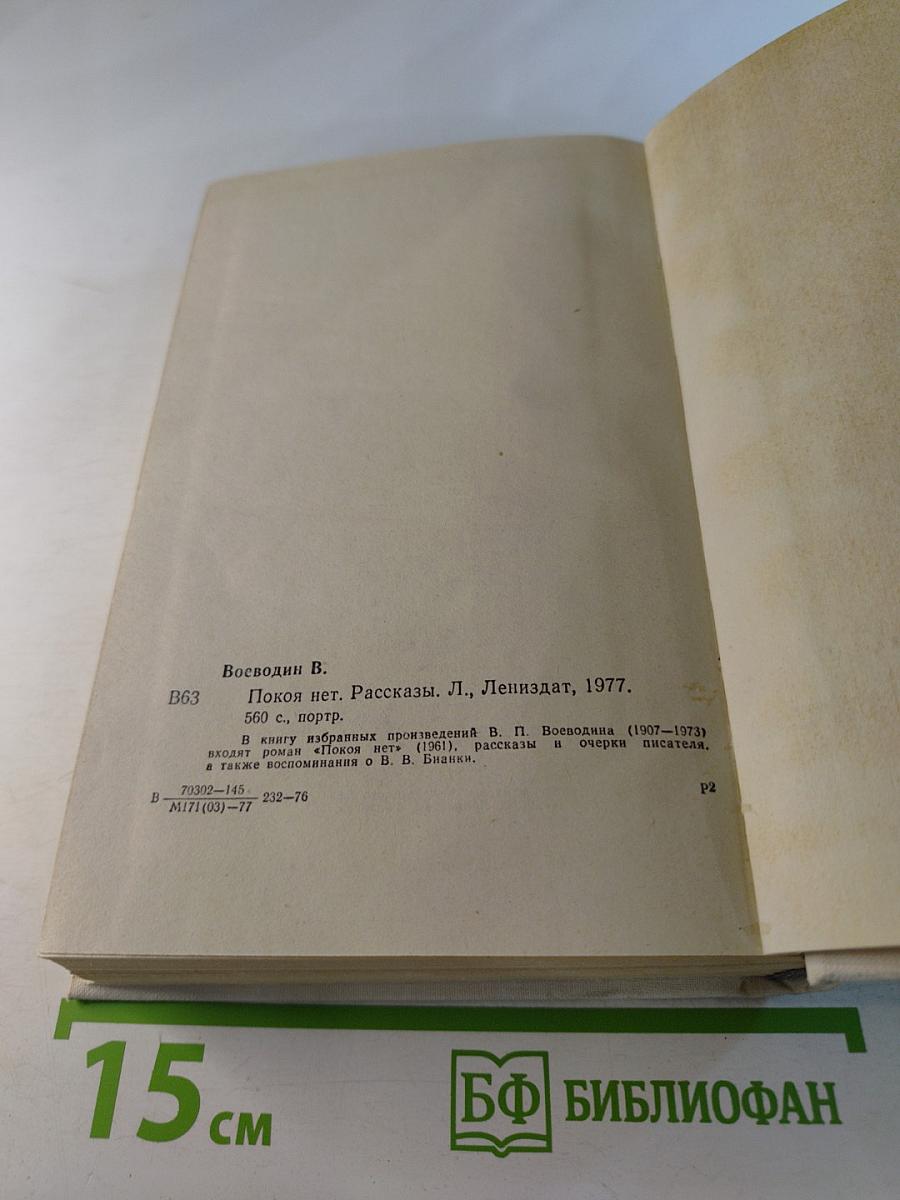 Воеводин В.
В63 Покоя нет. Рассказы. Л., Лениздат, 1977.
560 с., портр.
В книгу избранных произведений В. П. Воеводина (1907—1973)
входят роман «Покоя нет» (1961), рассказы и очерки писателя,
а также воспоминания о В. В. Бианки.
70302—145
В 232—76 Р2
М171(03)—77
15 см
БФ БИБЛИОФАН